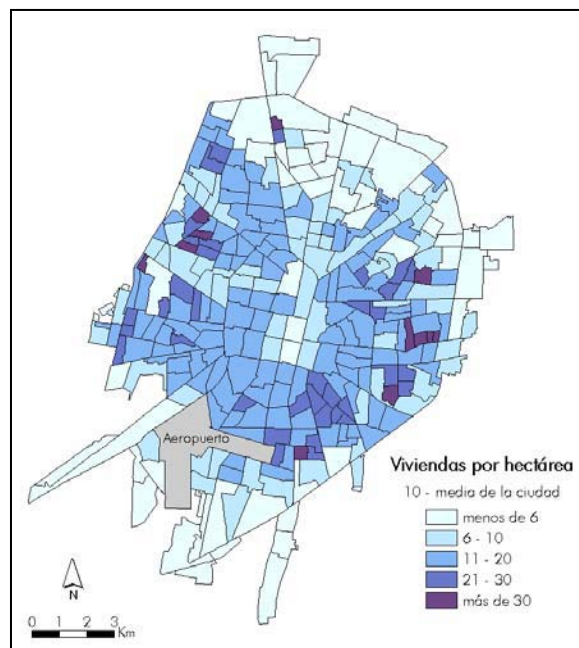 Aeropuerto
Viviendas por hectárea
10 - media de la ciudad
menos de 6
6 - 10
11 - 20
21 - 30
más de 30
N
0 1 2 3
Km